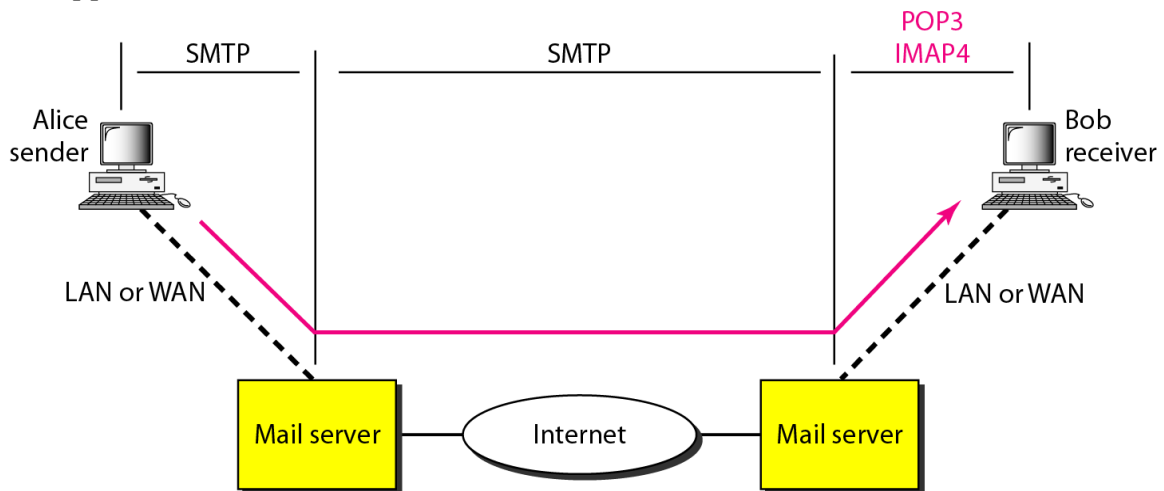 SMTP
SMTP
POP3
IMAP4
Alice
sender
Bob
receiver
LAN or WAN
LAN or WAN
Mail server
Internet
Mail server